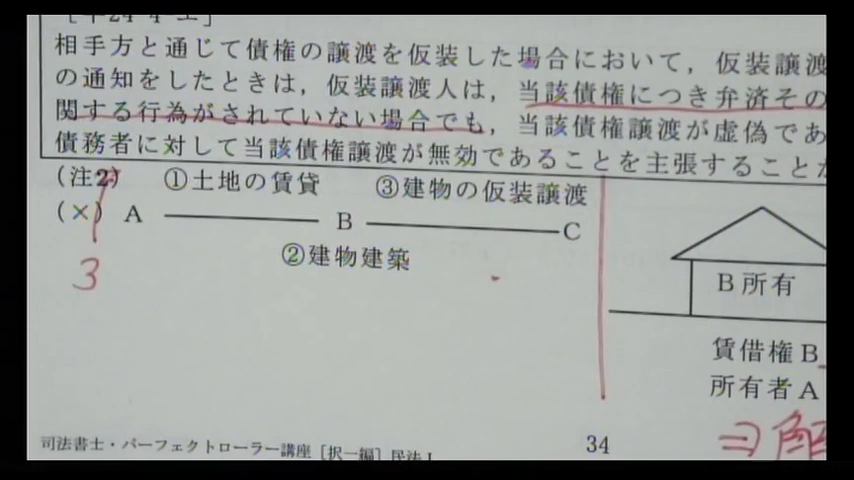 [平24-4-エ]
相手方と通じて債権の譲渡を仮装した場合において，仮装譲渡
の通知をしたときは，仮装譲渡人は，当該債権につき弁済その
関する行為がされていない場合でも，当該債権譲渡が虚偽であ
債務者に対して当該債権譲渡が無効であることを主張することが
(注2) ①土地の賃貸 ③建物の仮装譲渡
(×) A B C
3 ②建物建築
B所有
賃借権B
所有者A
司法書士・パーフェクトローラー講座［択一編］民法Ⅰ 34 ⇒